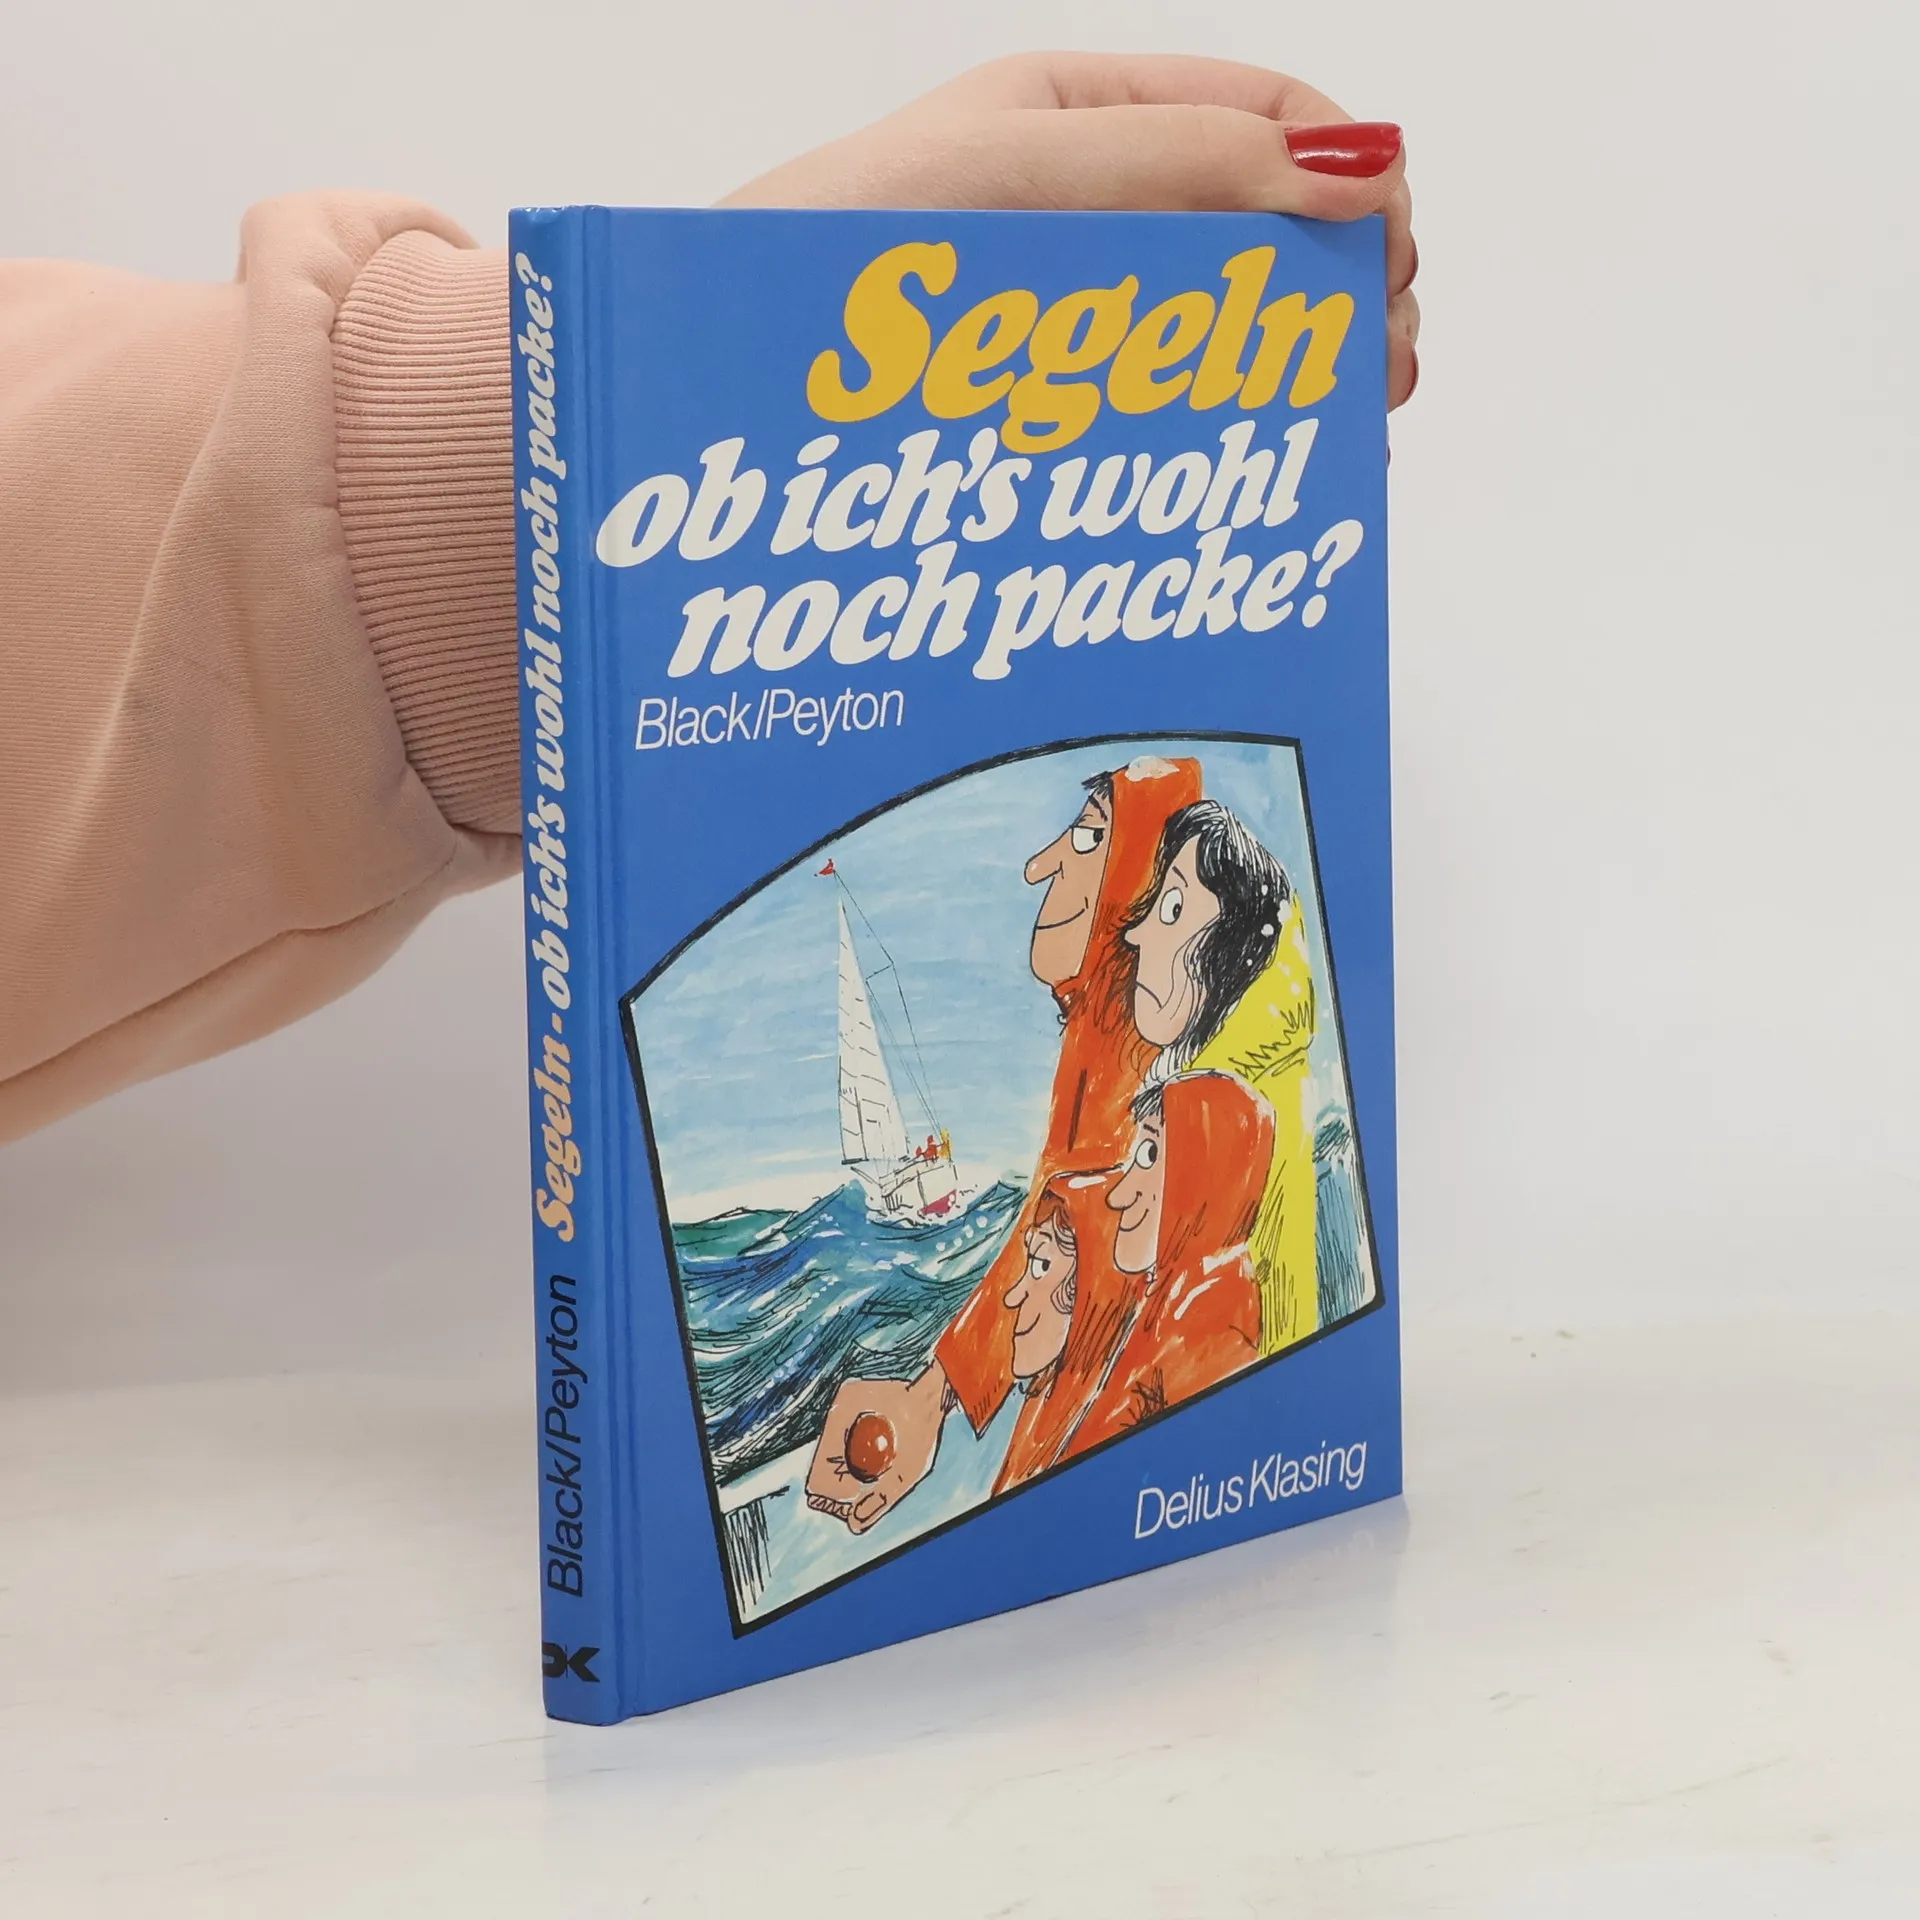 Segeln
ob ich's wohl
noch packe?
Black/Peyton
Delius Klasing
Black/Peyton Segeln - ob ich's wohl noch packe?
DK